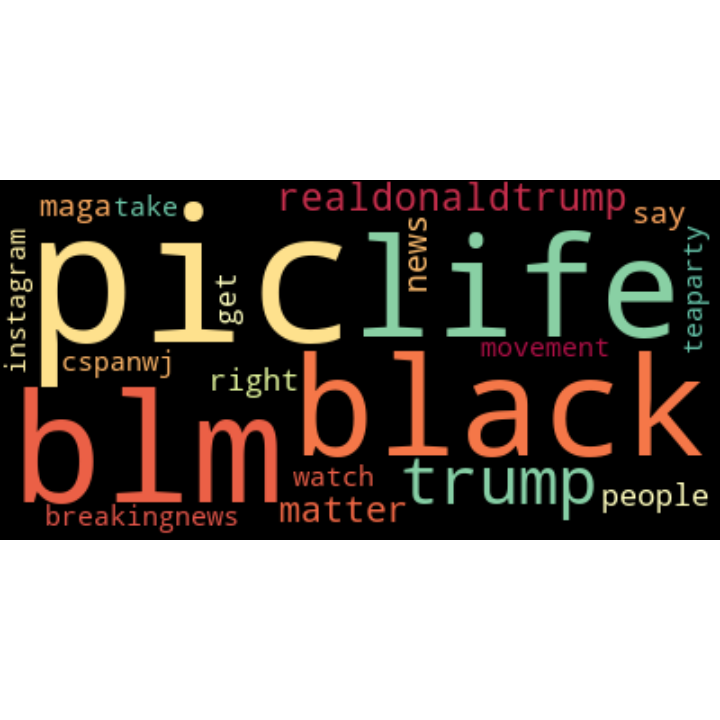 realdonaldtrump
maga
take
say
instagram
pic
get
life
news
teaparty
cspanwj
movement
right
black
blm
watch
trump
people
matter
breakingnews